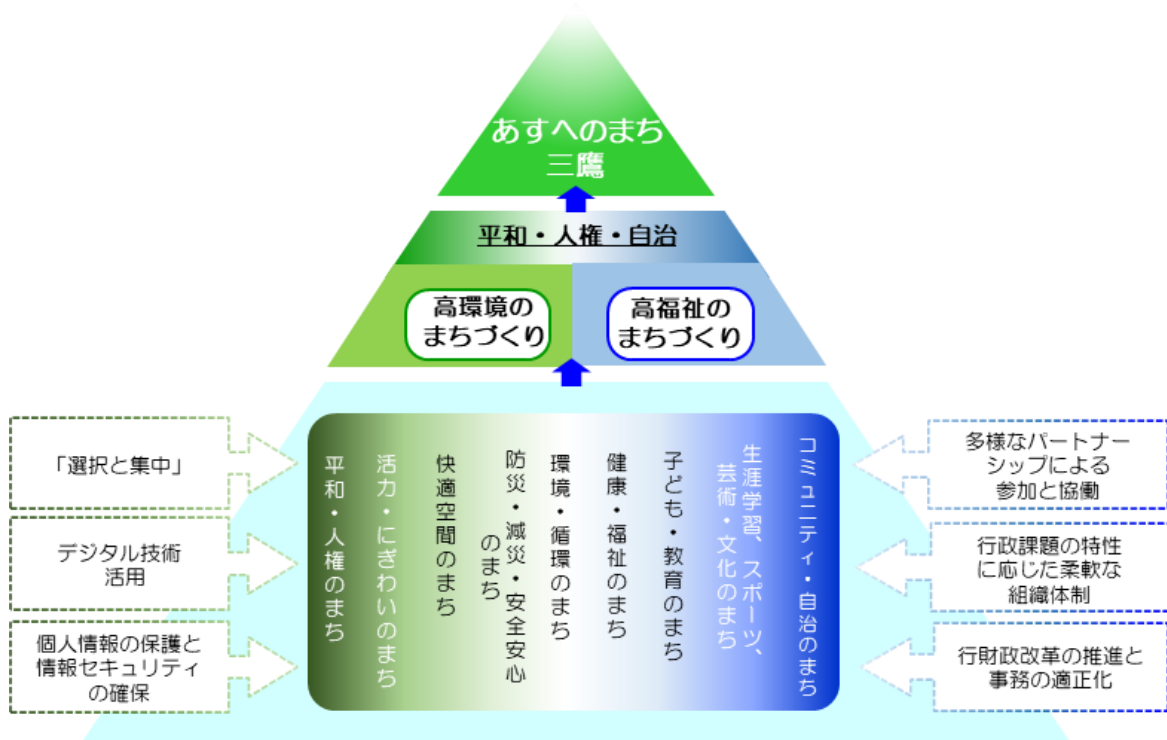 あすへのまち
三鷹
平和・人権・自治
高環境の
まちづくり
高福祉の
まちづくり
「選択と集中」
デジタル技術
活用
個人情報の保護と
情報セキュリティ
の確保
平和・人権のまち
活力・にぎわいのまち
快適空間のまち
防災・減災・安全安心
のまち
環境・循環のまち
健康・福祉のまち
子ども・教育のまち
生涯学習、スポーツ、
芸術・文化のまち
コミュニティ・自治のまち
多様なパートナー
シップによる
参加と協働
行政課題の特性
に応じた柔軟な
組織体制
行財政改革の推進と
事務の適正化